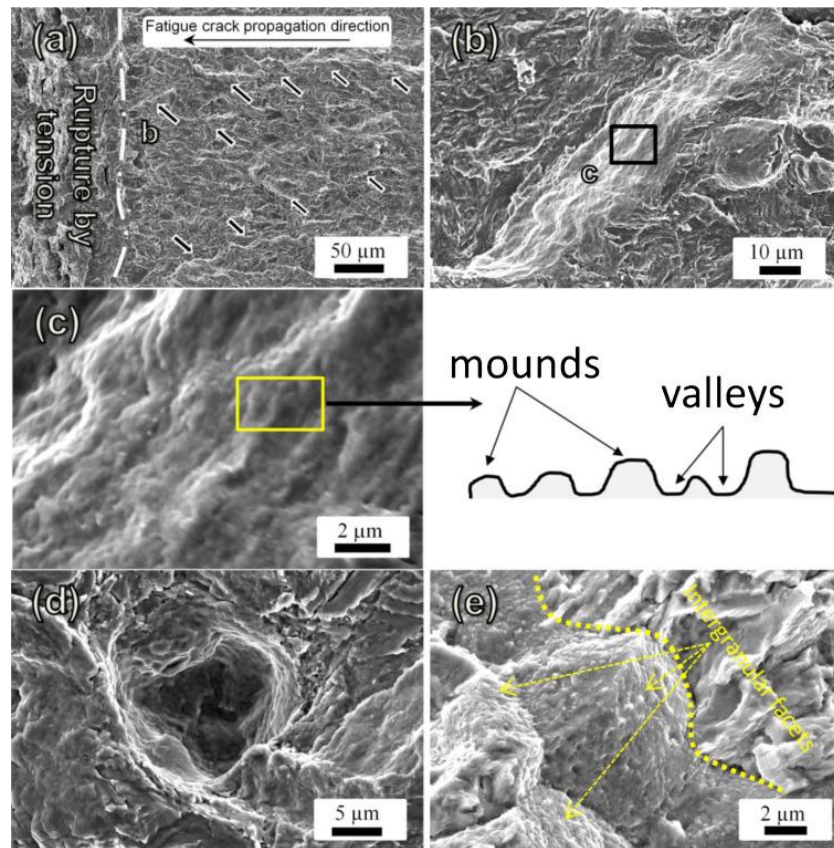 (a)
Fatigue crack propagation direction
Rupture by
tension
b
50 µm
(b)
c
10 µm
(c)
2 µm
mounds
valleys
(d)
5 µm
(e)
Intergranular facets
2 µm